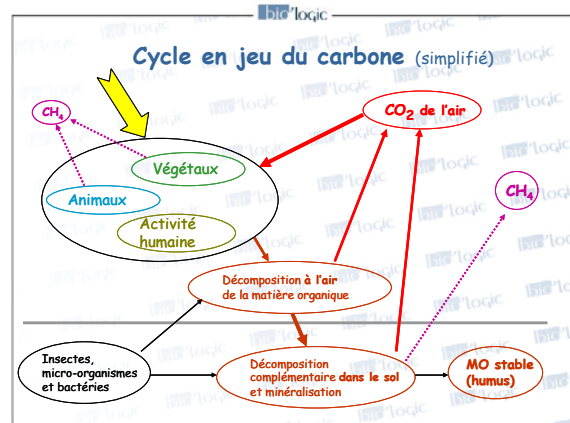 bio'logic
Cycle en jeu du carbone (simplifié)
CH4
CO2 de l'air
Végétaux
CH4
Animaux
Activité
humaine
Décomposition à l'air
de la matière organique
Insectes,
micro-organismes
et bactéries
Décomposition
complémentaire dans le sol
et minéralisation
MO stable
(humus)